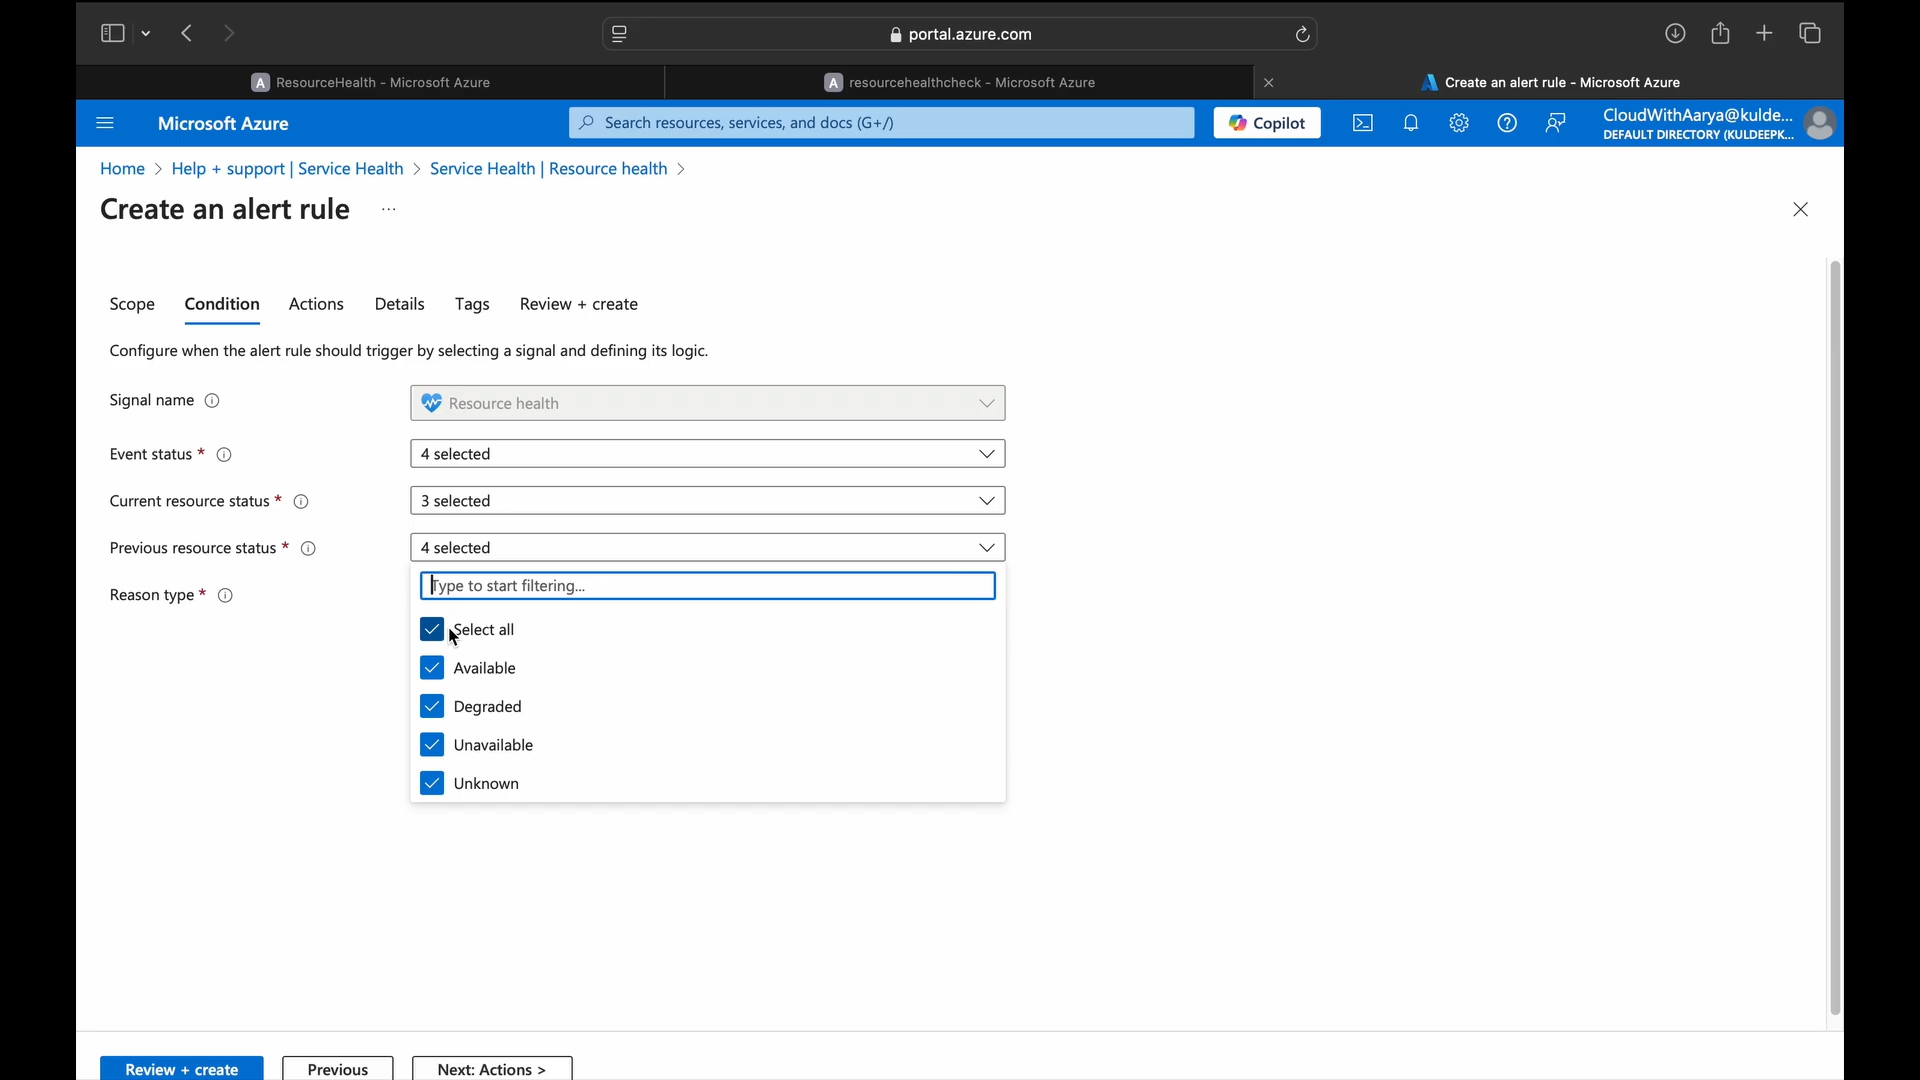 portal.azure.com
A ResourceHealth - Microsoft Azure
A resourcehealthcheck - Microsoft Azure
Create an alert rule - Microsoft Azure
Microsoft Azure
Search resources, services, and docs (G+/)
Copilot
CloudWithAarya@kulde...
DEFAULT DIRECTORY (KULDEEPK...
Home > Help + support | Service Health > Service Health | Resource health >
Create an alert rule ...
Scope Condition Actions Details Tags Review + create
Configure when the alert rule should trigger by selecting a signal and defining its logic.
Signal name
Resource health
Event status *
4 selected
Current resource status *
3 selected
Previous resource status *
4 selected
Type to start filtering...
Reason type *
Select all
Available
Degraded
Unavailable
Unknown
Review + create
Previous
Next: Actions >